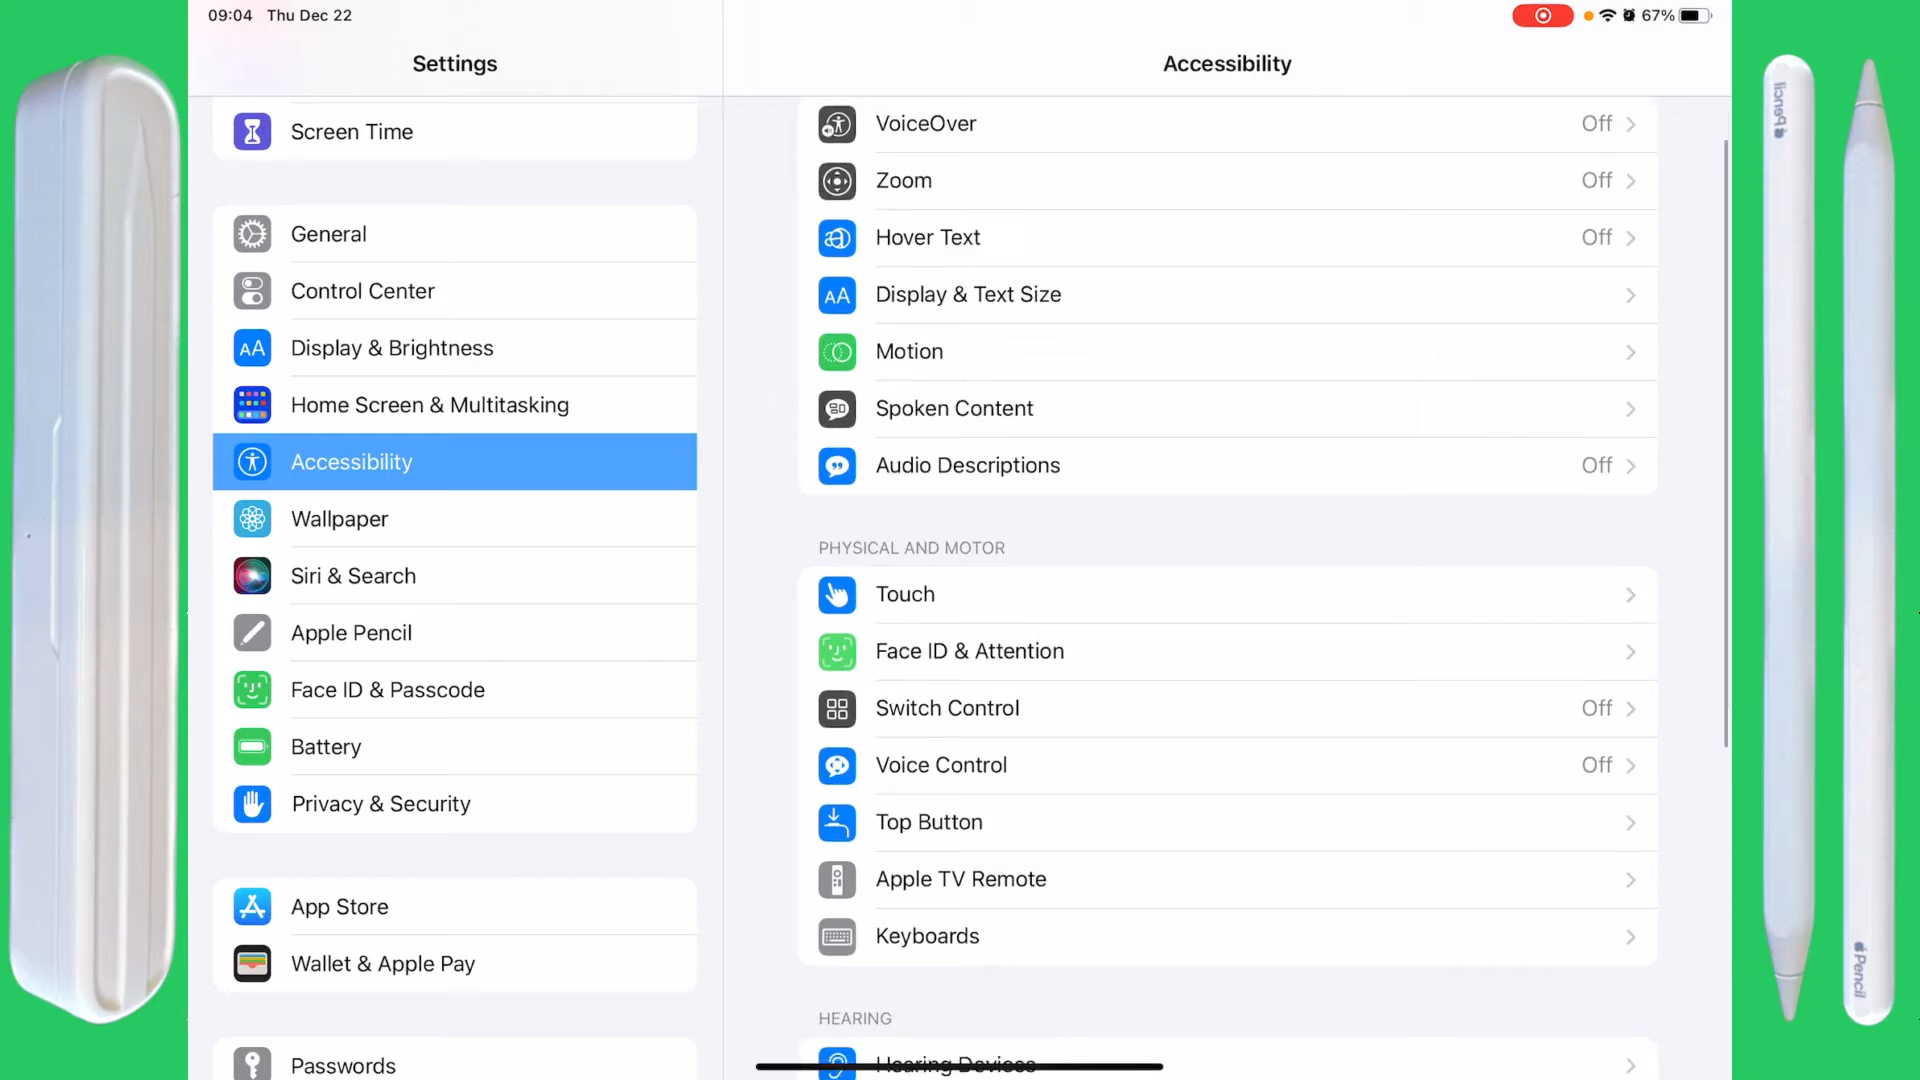 09:04 Thu Dec 22
67%
Settings
Accessibility
Screen Time
General
Control Center
AA Display & Brightness
Home Screen & Multitasking
Accessibility
Wallpaper
Siri & Search
Apple Pencil
Face ID & Passcode
Battery
Privacy & Security
App Store
Wallet & Apple Pay
Passwords
VoiceOver Off
Zoom Off
Hover Text Off
AA Display & Text Size
Motion
Spoken Content
Audio Descriptions Off
PHYSICAL AND MOTOR
Touch
Face ID & Attention
Switch Control Off
Voice Control Off
Top Button
Apple TV Remote
Keyboards
HEARING
Hearing Devices
Pencil
Pencil